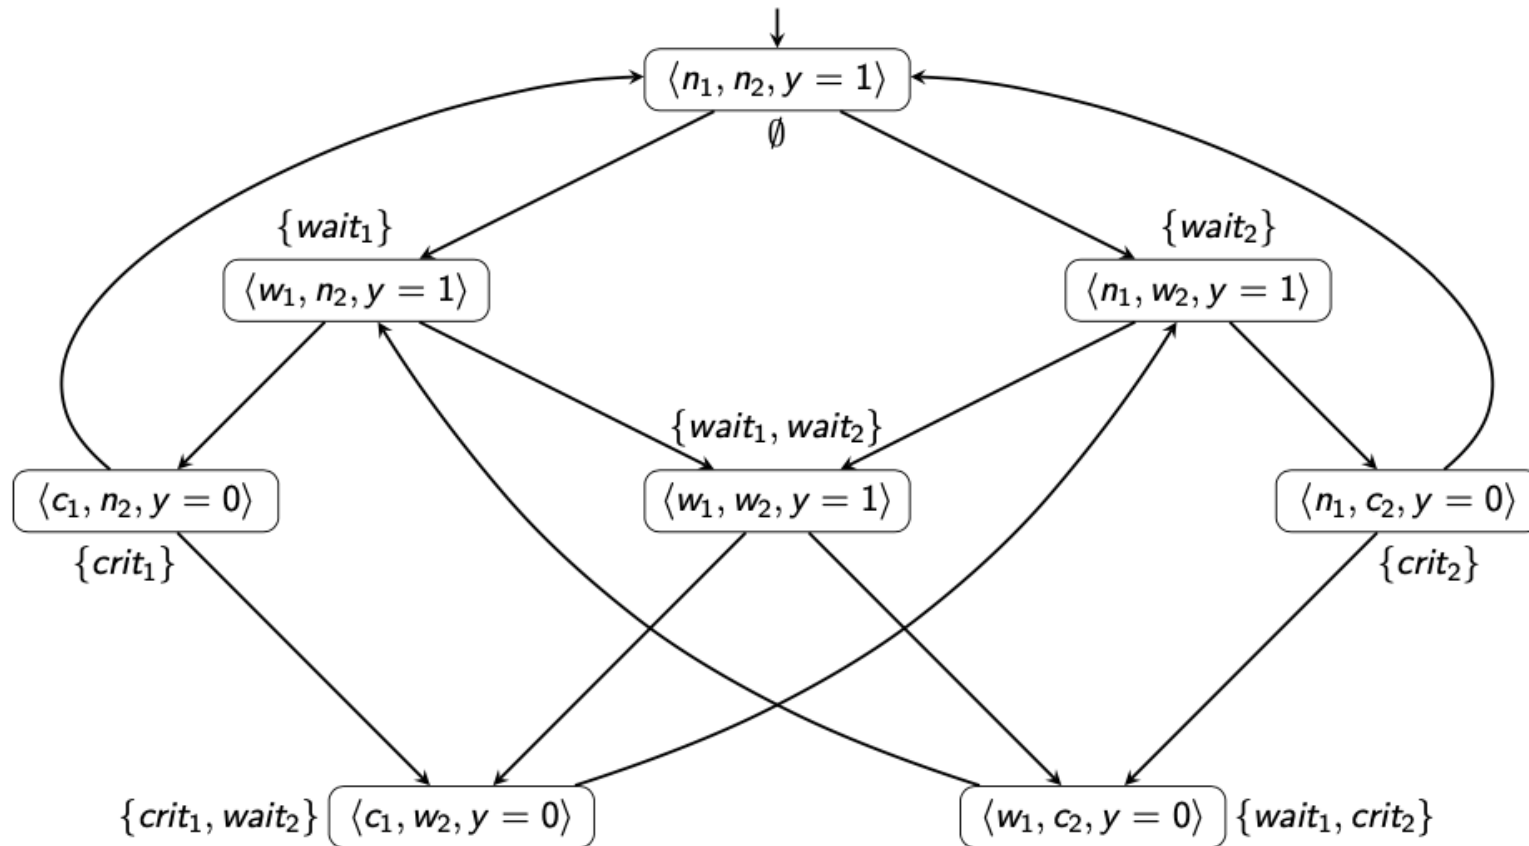 ⟨n₁, n₂, y = 1⟩
∅
{wait₁}
{wait₂}
⟨w₁, n₂, y = 1⟩
⟨n₁, w₂, y = 1⟩
{wait₁, wait₂}
⟨c₁, n₂, y = 0⟩
⟨w₁, w₂, y = 1⟩
⟨n₁, c₂, y = 0⟩
{crit₁}
{crit₂}
{crit₁, wait₂}
⟨c₁, w₂, y = 0⟩
⟨w₁, c₂, y = 0⟩
{wait₁, crit₂}